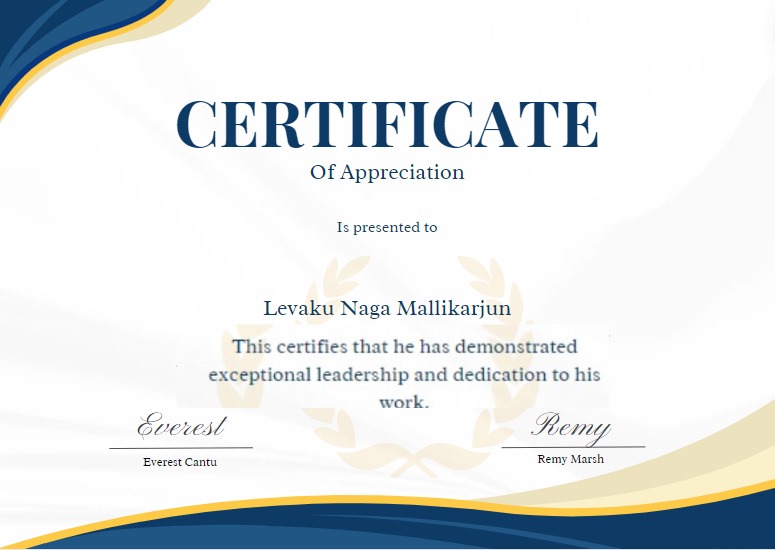 CERTIFICATE
Of Appreciation
Is presented to
Levaku Naga Mallikarjun
This certifies that he has demonstrated
exceptional leadership and dedication to his
work.
Everest
Remy
Everest Cantu
Remy Marsh